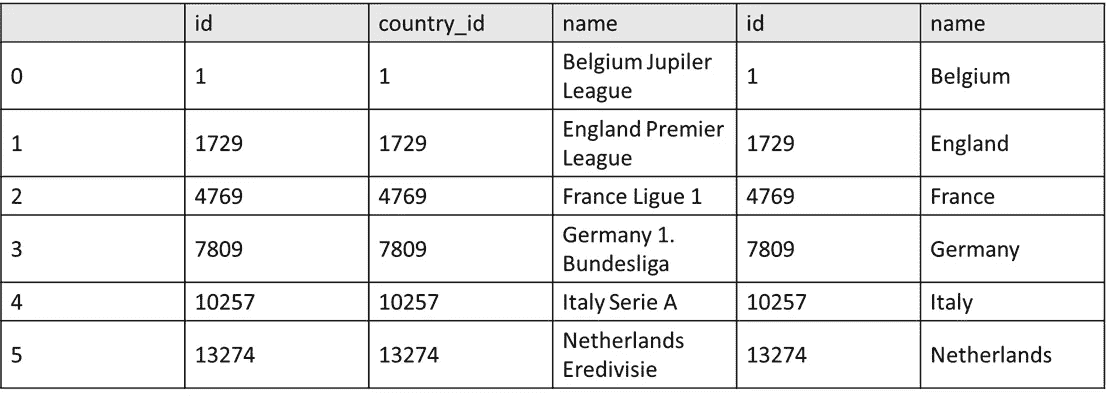 id country_id name id name
0 1 1 Belgium Jupiler League 1 Belgium
1 1729 1729 England Premier League 1729 England
2 4769 4769 France Ligue 1 4769 France
3 7809 7809 Germany 1. Bundesliga 7809 Germany
4 10257 10257 Italy Serie A 10257 Italy
5 13274 13274 Netherlands Eredivisie 13274 Netherlands